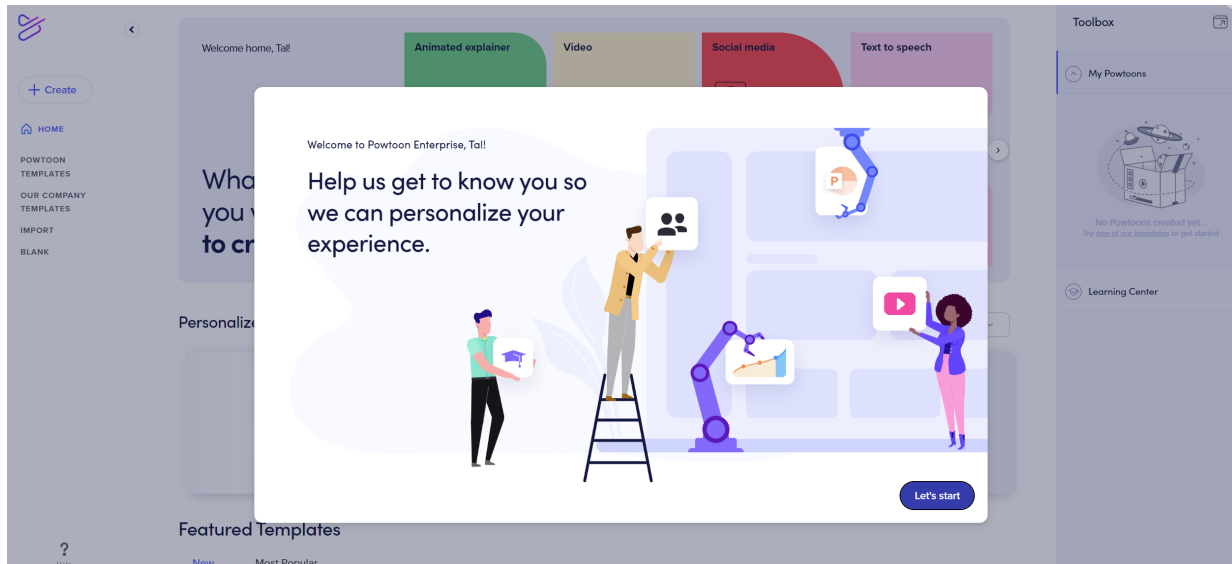 + Create
HOME
POWTOON
TEMPLATES
OUR COMPANY
TEMPLATES
IMPORT
BLANK
?
Welcome home, Tal!
Animated explainer
Video
Social media
Text to speech
you
to cr
Welcome to Powtoon Enterprise, Tal!
Help us get to know you so
we can personalize your
experience.
P
Let's start
Personalize
Featured Templates
New
Most Popular
Toolbox
My Powtoons
No Powtoons created yet...
Try one of our templates to get started
Learning Center